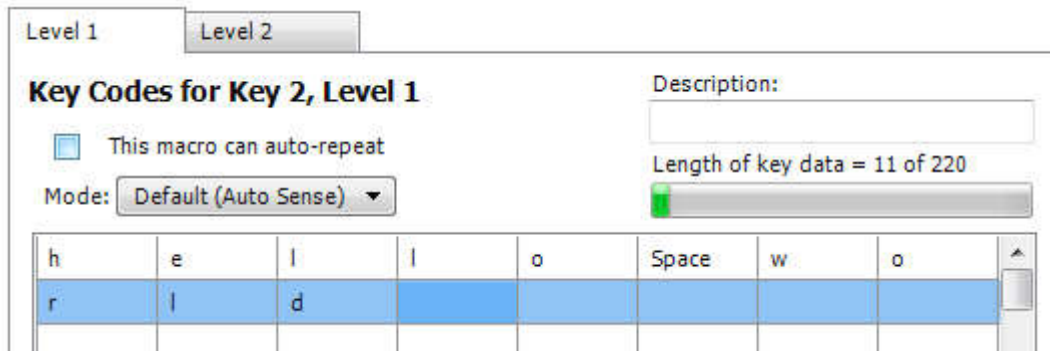 Level 1 Level 2
Key Codes for Key 2, Level 1 Description:
This macro can auto-repeat
Length of key data = 11 of 220
Mode: Default (Auto Sense)
h e l l o Space w o
r l d